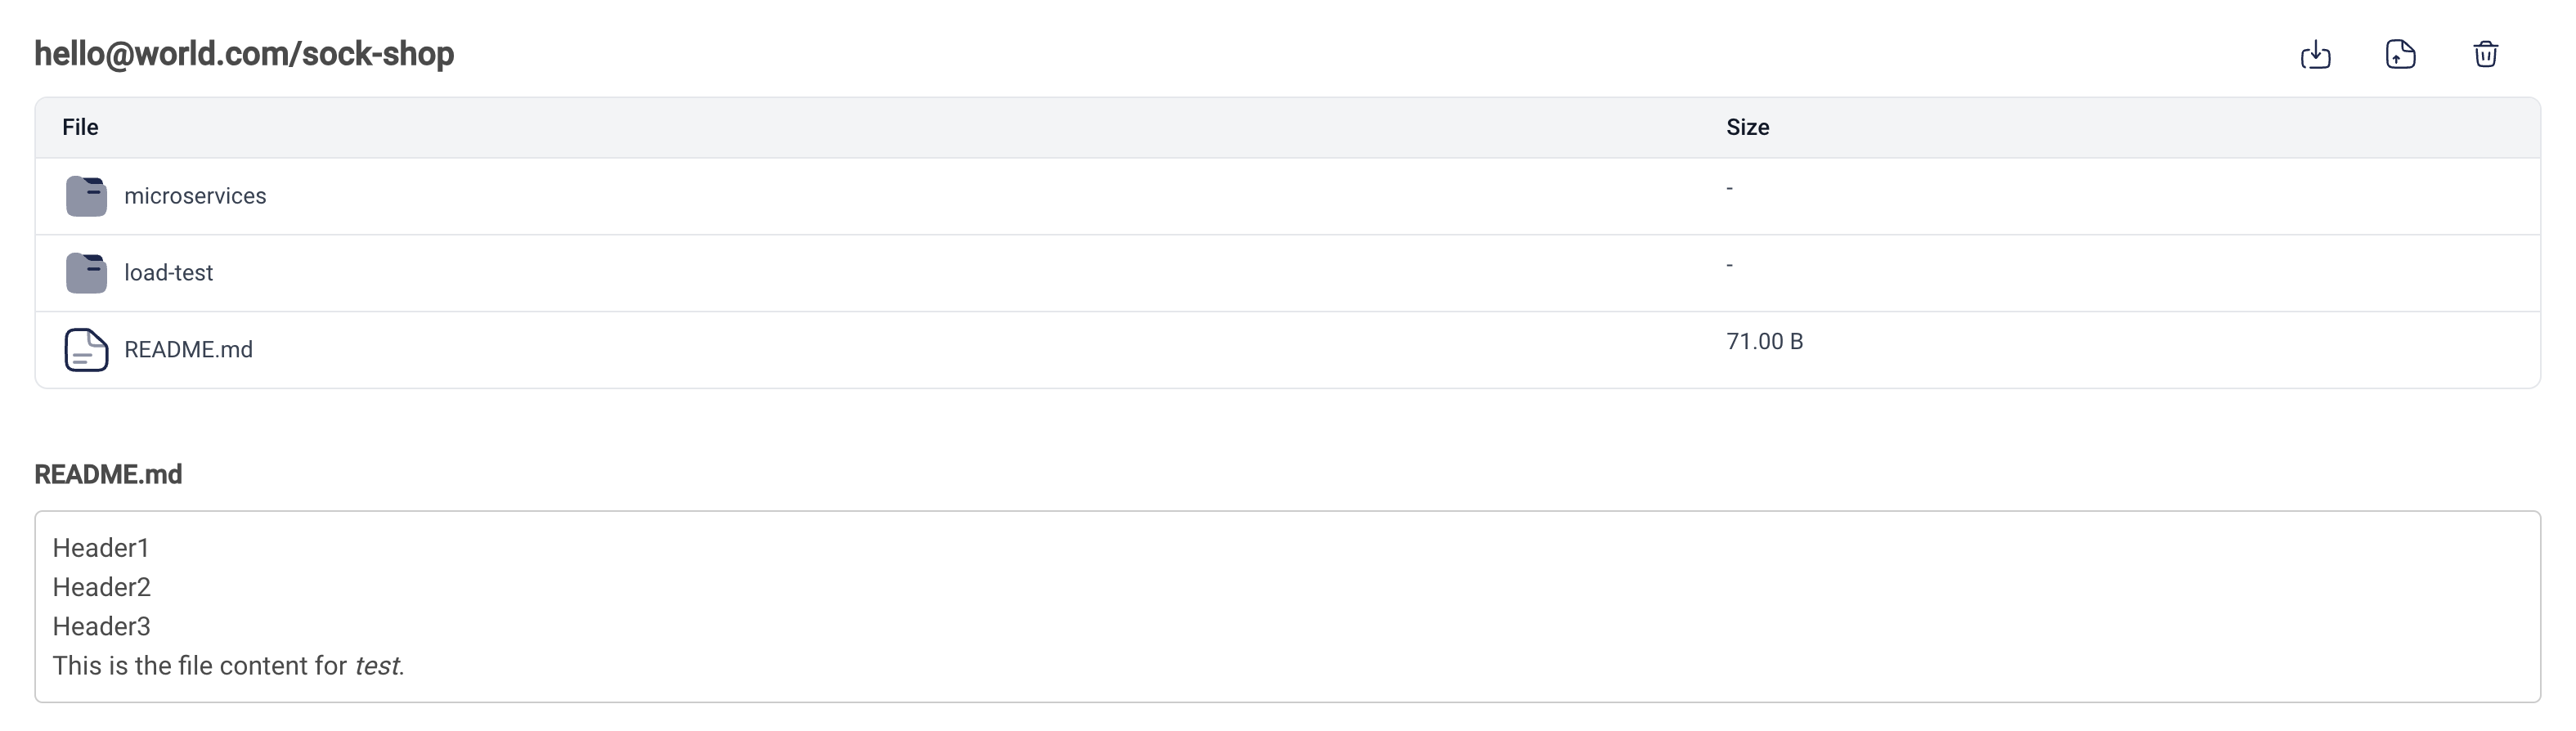 hello@world.com/sock-shop
File Size
microservices -
load-test -
README.md 71.00 B
README.md
Header1
Header2
Header3
This is the file content for test.